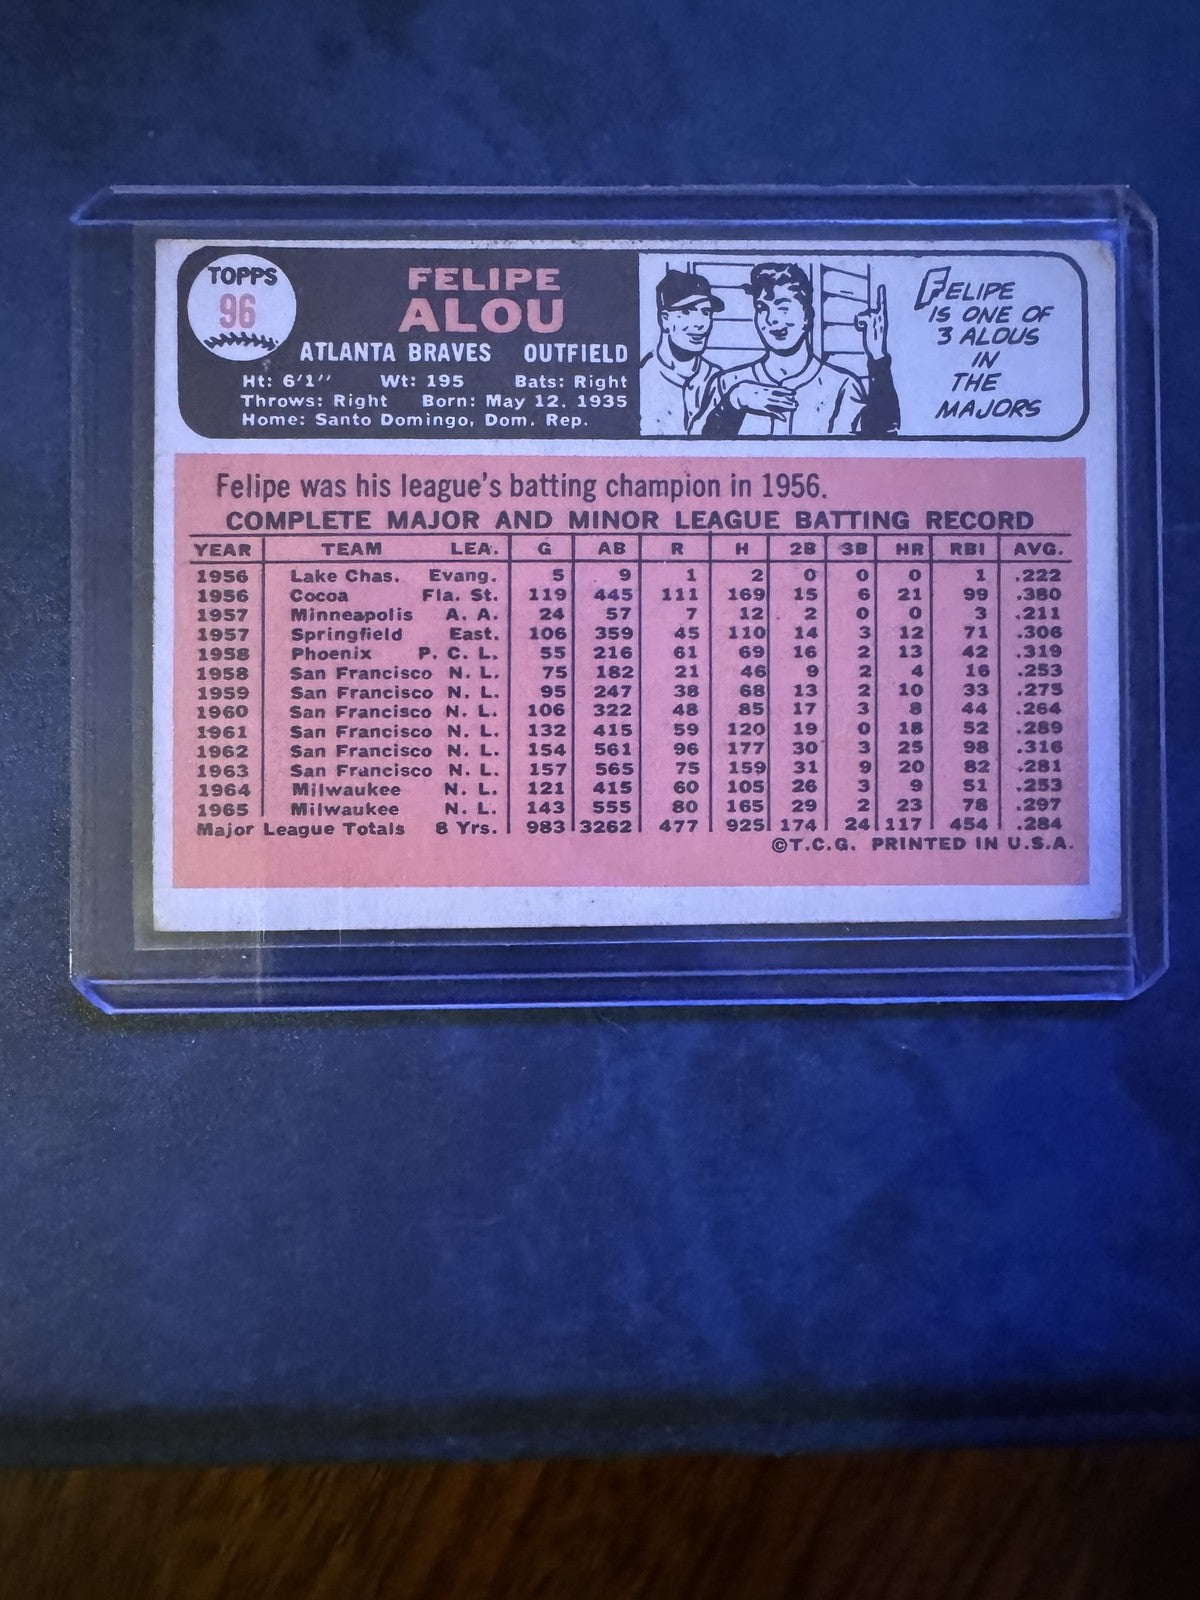 TOPPS
96
FELIPE
ALOU
ATLANTA BRAVES OUTFIELD
Ht: 6'1'' Wt: 195 Bats: Right
Throws: Right Born: May 12, 1935
Home: Santo Domingo, Dom. Rep.
FELIPE
IS ONE OF
3 ALOUS
IN
THE
MAJORS
Felipe was his league's batting champion in 1956.
COMPLETE MAJOR AND MINOR LEAGUE BATTING RECORD
YEAR TEAM LEA. G AB R H 2B 3B HR RBI AVG.
1956 Lake Chas. Evang. 5 9 1 2 0 0 0 1 .222
1956 Cocoa Fla. St. 119 445 111 169 15 6 21 99 .380
1957 Minneapolis A. A. 24 57 7 12 2 0 0 3 .211
1957 Springfield East. 106 359 45 110 14 3 12 71 .306
1958 Phoenix P. C. L. 55 216 61 69 16 2 13 42 .319
1958 San Francisco N. L. 75 182 21 46 9 2 4 16 .253
1959 San Francisco N. L. 95 247 38 68 13 2 10 33 .275
1960 San Francisco N. L. 106 322 48 85 17 3 8 44 .264
1961 San Francisco N. L. 132 415 59 120 19 0 18 52 .289
1962 San Francisco N. L. 154 561 96 177 30 3 25 98 .316
1963 San Francisco N. L. 157 565 75 159 31 9 20 82 .281
1964 Milwaukee N. L. 121 415 60 105 26 3 9 51 .253
1965 Milwaukee N. L. 143 555 80 165 29 2 23 78 .297
Major League Totals 8 Yrs. 983 3262 477 925 174 24 117 454 .284
©T.C.G. PRINTED IN U.S.A.